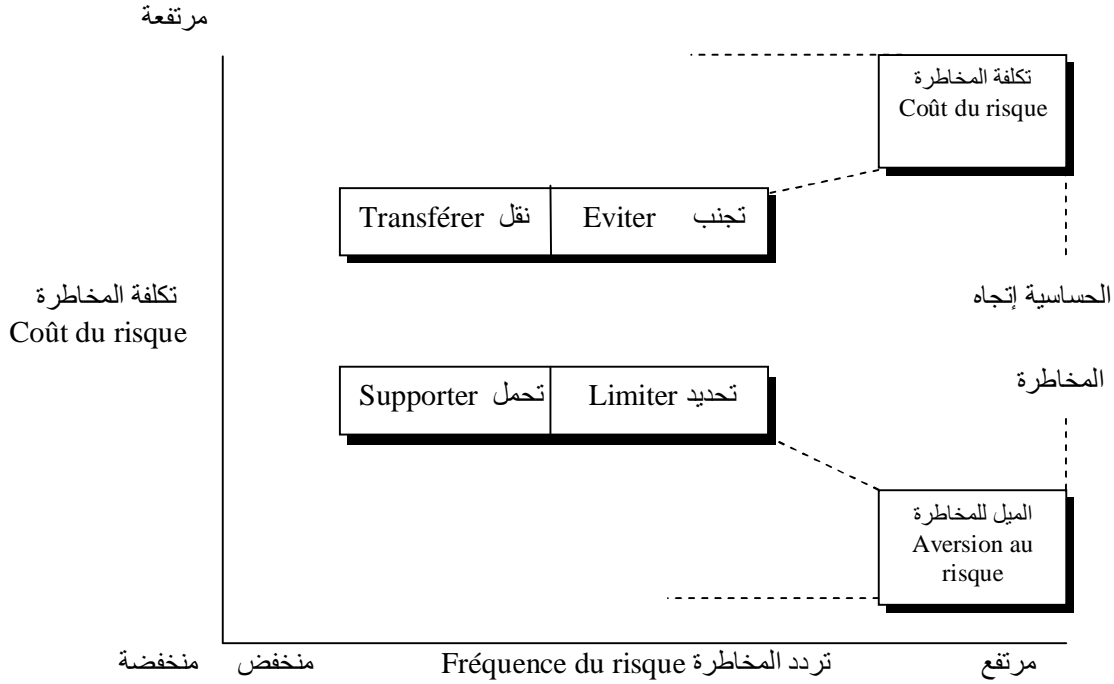 مرتفعة
تكلفة المخاطرة
Coût du risque
Transférer نقل
Eviter تجنب
تكلفة المخاطرة
Coût du risque
الحساسية إتجاه
المخاطرة
Supporter تحمل
Limiter تحديد
الميل للمخاطرة
Aversion au
risque
منخفضة
منخفض
Fréquence du risque تردد المخاطرة
مرتفع